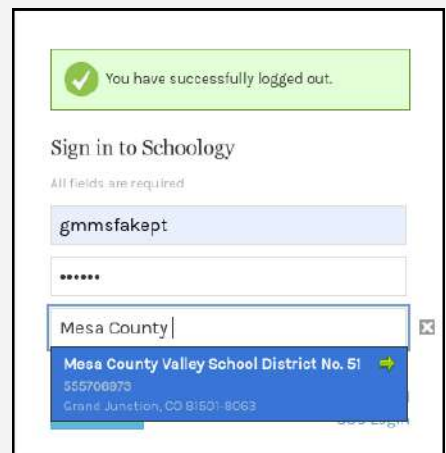 You have successfully logged out.
Sign in to Schoology
All fields are required
gmmsfakept
••••••
Mesa County
Mesa County Valley School District No. 51
555706973
Grand Junction, CO 81501-8063
Login